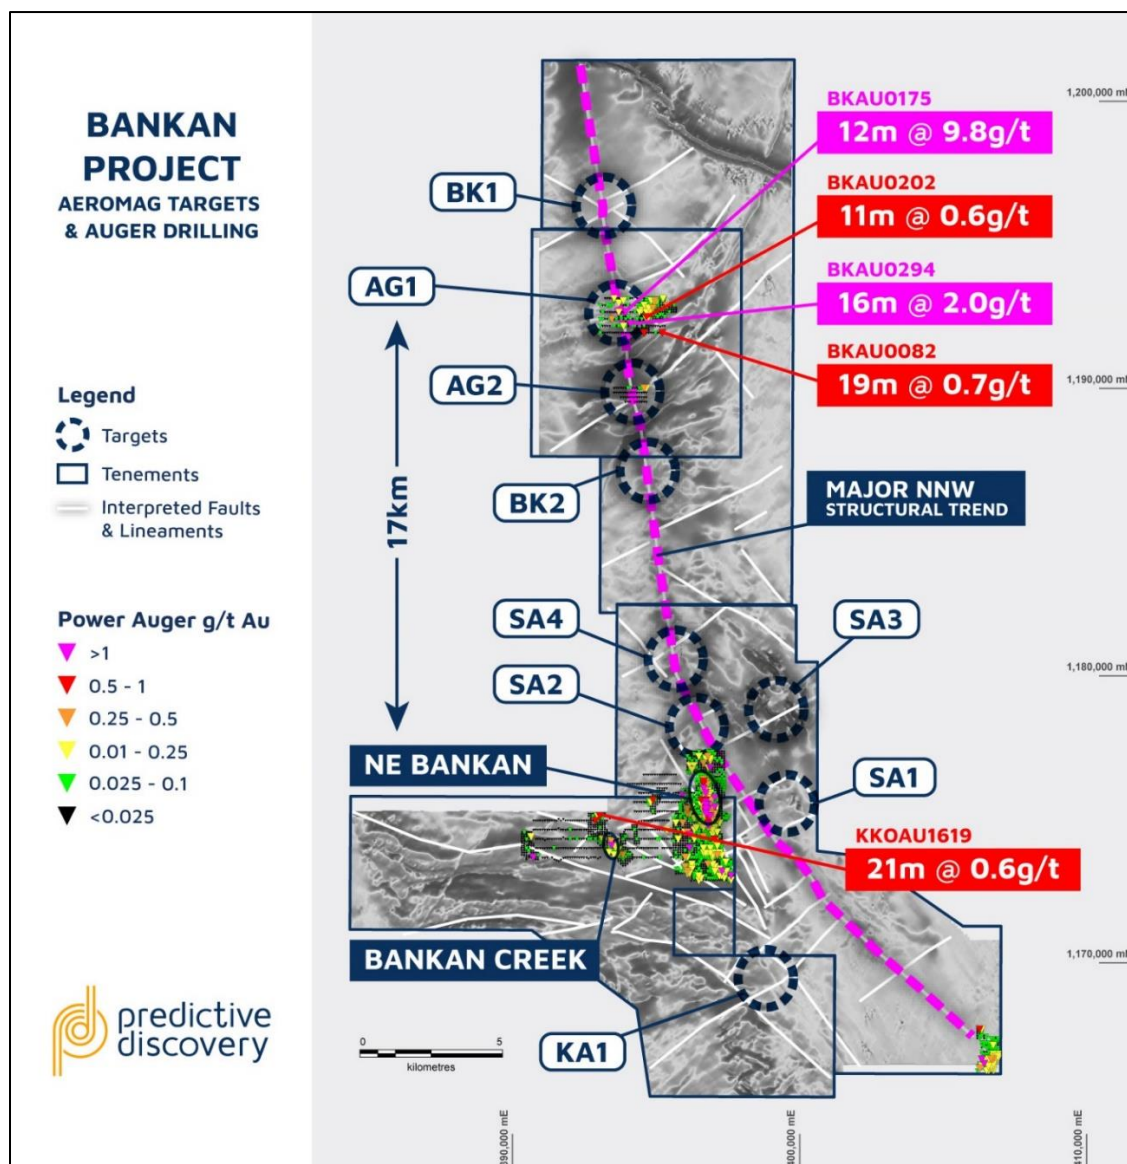 BANKAN
PROJECT
AEROMAG TARGETS
& AUGER DRILLING
Legend
Targets
Tenements
Interpreted Faults
& Lineaments
Power Auger g/t Au
>1
0.5 - 1
0.25 - 0.5
0.01 - 0.25
0.025 - 0.1
<0.025
predictive
discovery
BK1
AG1
AG2
BK2
17km
SA4
SA2
SA3
SA1
NE BANKAN
BANKAN CREEK
KA1
BKAU0175
12m @ 9.8g/t
BKAU0202
11m @ 0.6g/t
BKAU0294
16m @ 2.0g/t
BKAU0082
19m @ 0.7g/t
MAJOR NNW
STRUCTURAL TREND
KKOAU1619
21m @ 0.6g/t
0 5
kilometres
1,200,000 m
1,190,000 m
1,180,000 m
1,170,000 m
390,000 mE
400,000 mE
410,000 mE